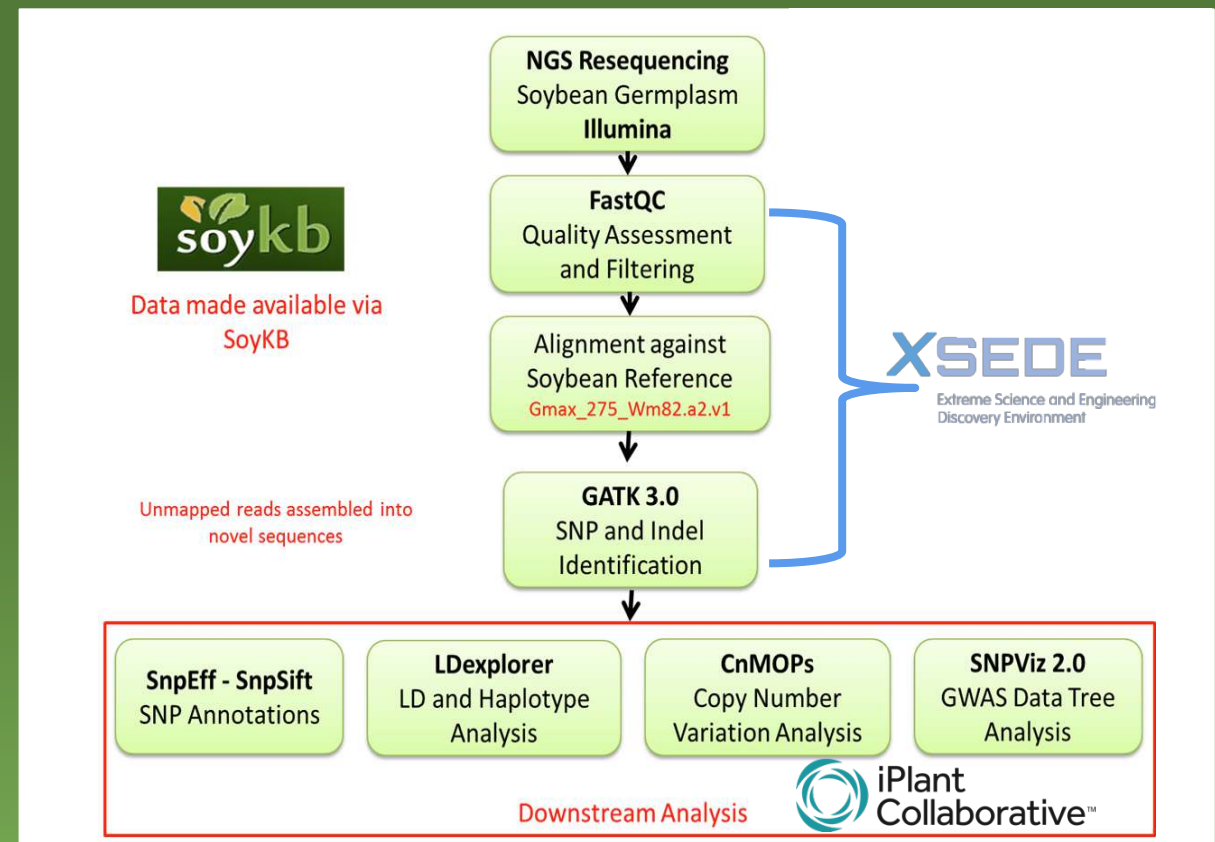 NGS Resequencing
Soybean Germplasm
Illumina
FastQC
Quality Assessment
and Filtering
soykb
Data made available via
SoyKB
Alignment against
Soybean Reference
Gmax_275_Wm82.a2.v1
XSEDE
Extreme Science and Engineering
Discovery Environment
Unmapped reads assembled into
novel sequences
GATK 3.0
SNP and Indel
Identification
SnpEff - SnpSift
SNP Annotations
LDexplorer
LD and Haplotype
Analysis
CnMOPs
Copy Number
Variation Analysis
SNPViz 2.0
GWAS Data Tree
Analysis
Downstream Analysis
iPlant
Collaborative™